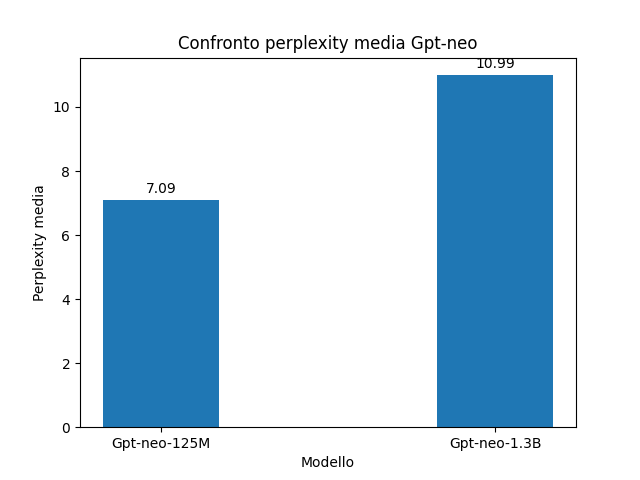 Confronto perplexity media Gpt-neo
10.99
7.09
10
8
6
4
2
0
Perplexity media
Gpt-neo-125M
Gpt-neo-1.3B
Modello